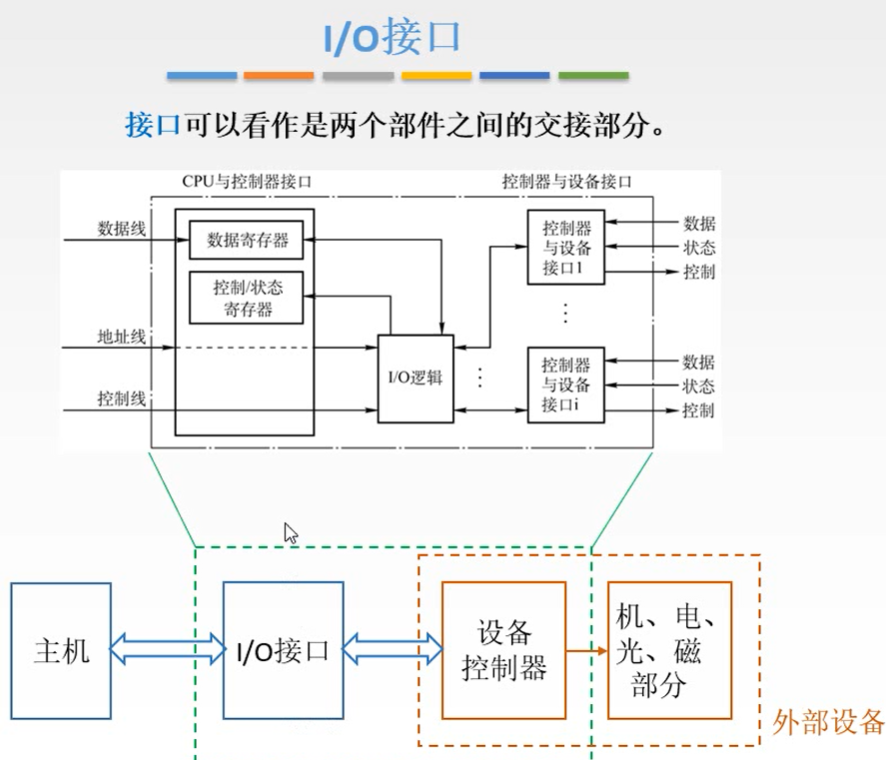 I/O接口
接口可以看作是两个部件之间的交接部分。
CPU与控制器接口
控制器与设备接口
数据线
数据寄存器
控制/状态
寄存器
地址线
控制线
I/O逻辑
控制器
与设备
接口1
数据
状态
控制
控制器
与设备
接口i
数据
状态
控制
主机
I/O接口
设备
控制器
机、电、
光、磁
部分
外部设备